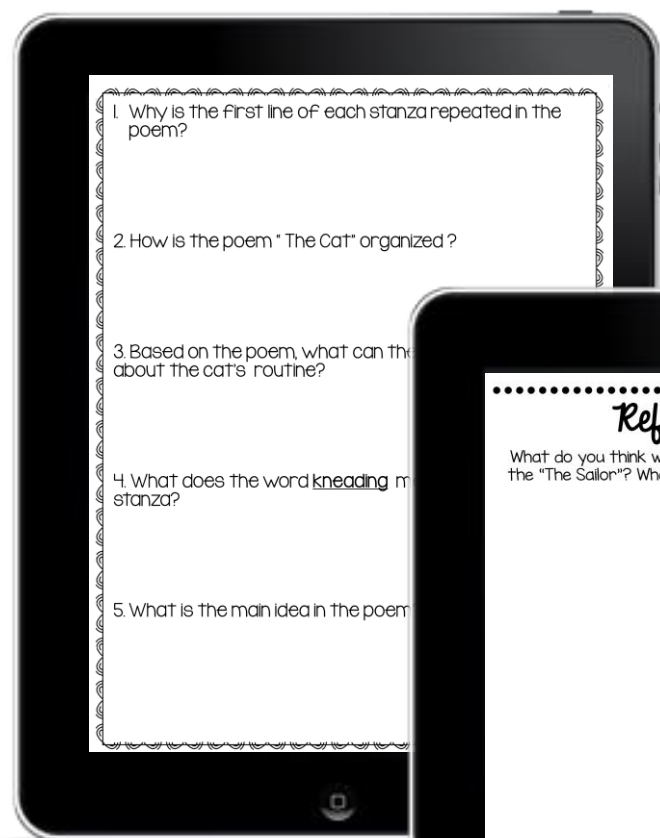 1. Why is the first line of each stanza repeated in the
poem?
2. How is the poem " The Cat" organized ?
3. Based on the poem, what can the
about the cat's routine?
4. What does the word kneading
stanza?
5. What is the main idea in the poem
What do you think
the "The Sailor"?